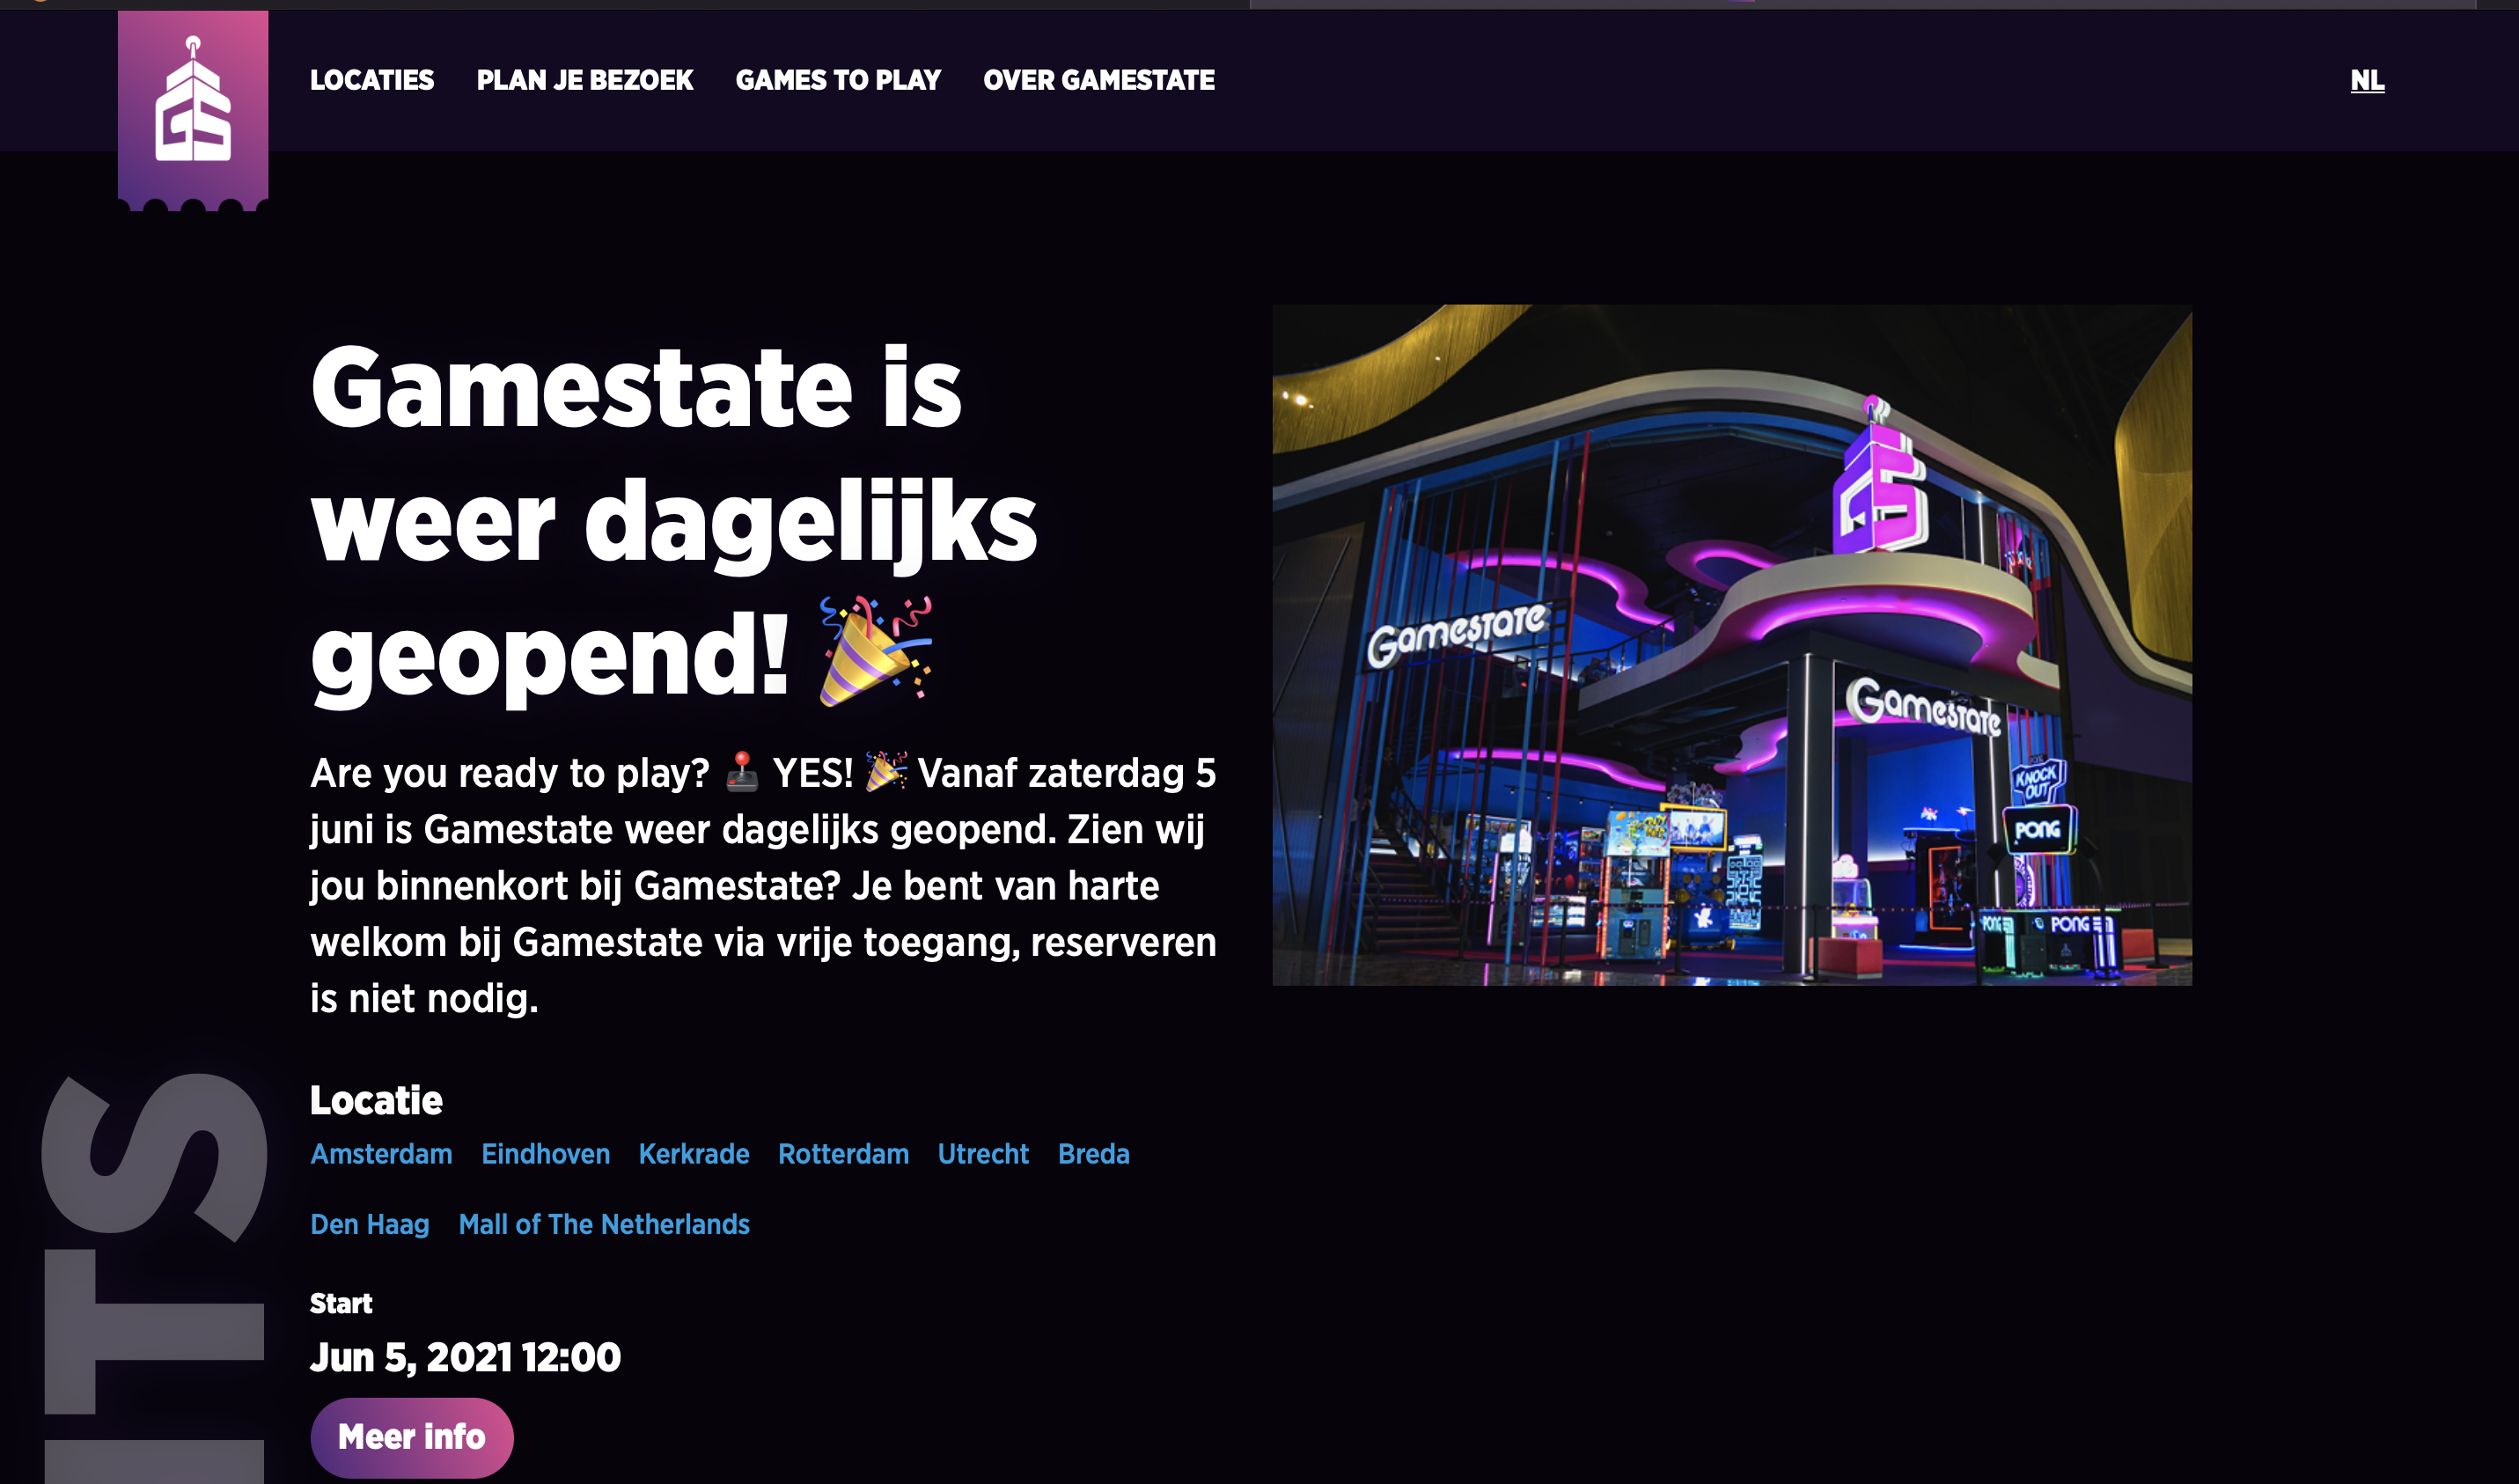 GS
LOCATIES PLAN JE BEZOEK GAMES TO PLAY OVER GAMESTATE NL
Gamestate is
weer dagelijks
geopend! 🎉
Are you ready to play? 🕹️ YES! 🎉 Vanaf zaterdag 5
juni is Gamestate weer dagelijks geopend. Zien wij
jou binnenkort bij Gamestate? Je bent van harte
welkom bij Gamestate via vrije toegang, reserveren
is niet nodig.
Locatie
Amsterdam Eindhoven Kerkrade Rotterdam Utrecht Breda
Den Haag Mall of The Netherlands
Start
Jun 5, 2021 12:00
Meer info
TS
GS
Gamestate
Gamestate
KNOCK
OUT
PONG
PONG PONG